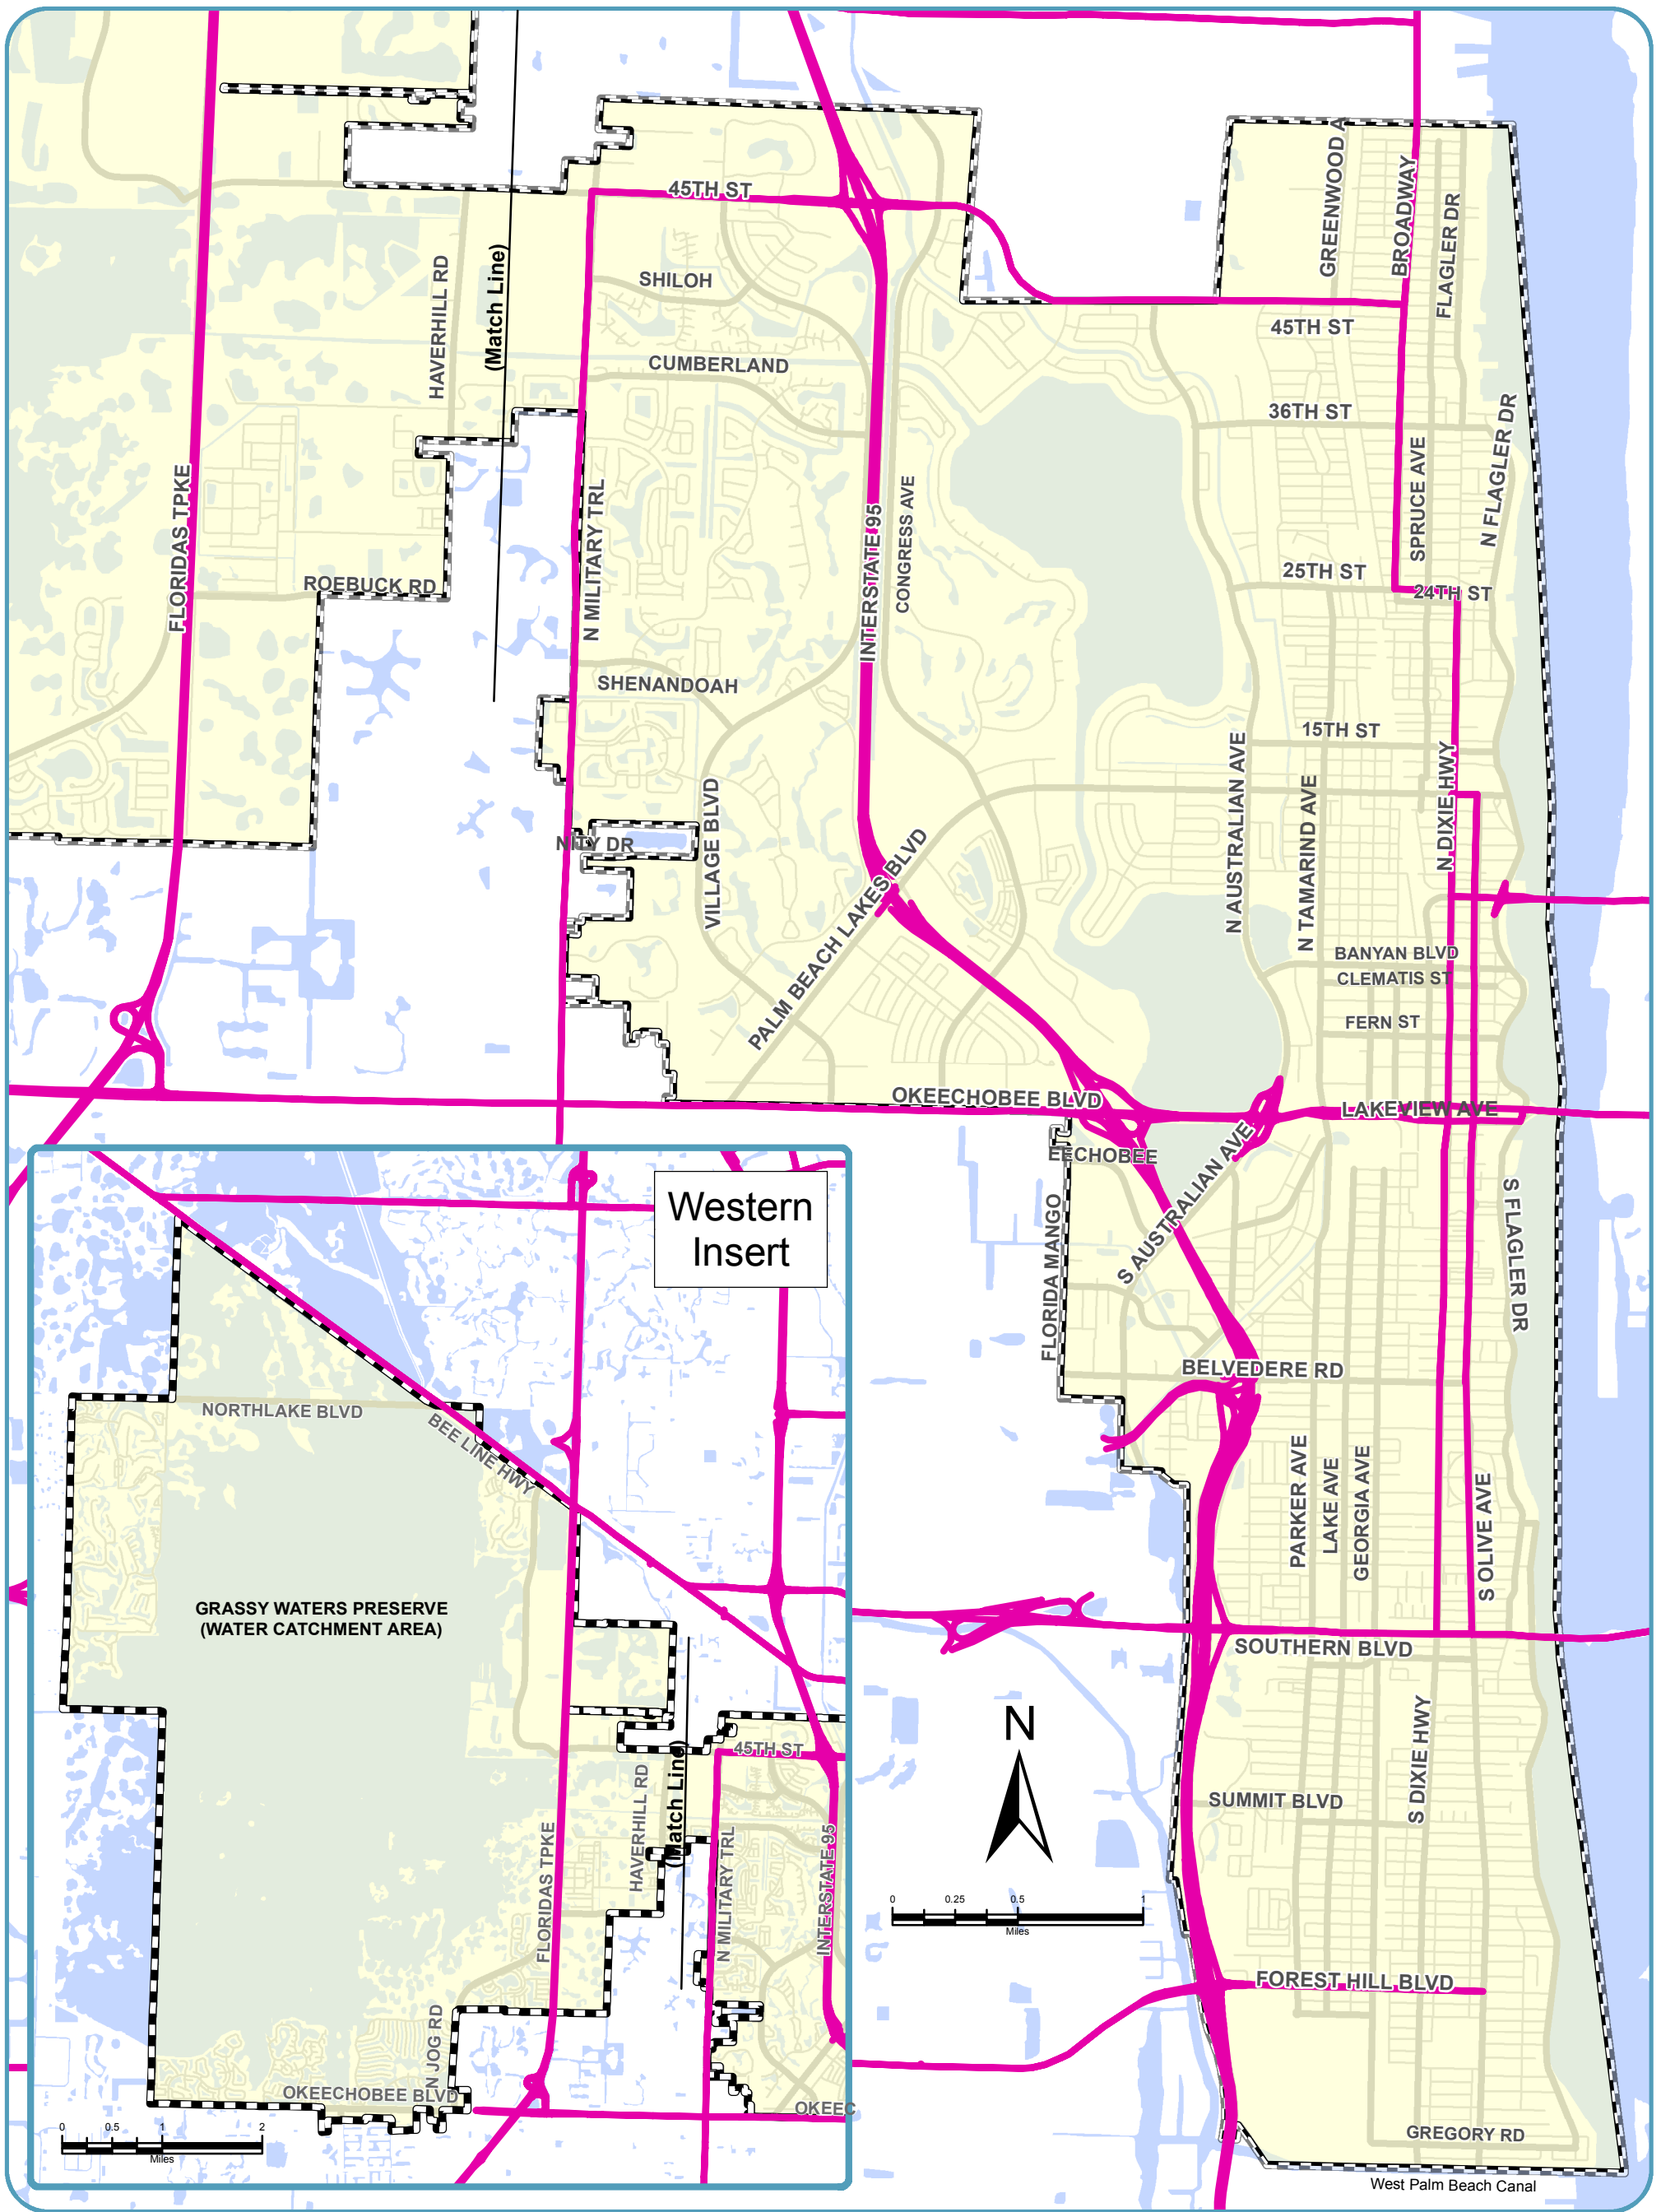 GREENWOOD A
BROADWAY
FLAGLER DR
45TH ST
HAVERHILL RD
(Match Line)
SHILOH
45TH ST
CUMBERLAND
36TH ST
N FLAGLER DR
SPRUCE AVE
FLORIDAS TPKE
N MILITARY TRL
INTERSTATE 95
CONGRESS AVE
ROEBUCK RD
25TH ST
24TH ST
SHENANDOAH
15TH ST
N AUSTRALIAN AVE
N TAMARIND AVE
N DIXIE HWY
NITY DR
VILLAGE BLVD
PALM BEACH LAKES BLVD
BANYAN BLVD
CLEMATIS ST
FERN ST
OKEECHOBEE BLVD
LAKEVIEW AVE
EECHOBEE
S AUSTRALIAN AVE
FLORIDA MANGO
S FLAGLER DR
BELVEDERE RD
PARKER AVE
LAKE AVE
GEORGIA AVE
S OLIVE AVE
SOUTHERN BLVD
N
S DIXIE HWY
SUMMIT BLVD
0 0.25 0.5 1
Miles
FOREST HILL BLVD
GREGORY RD
West Palm Beach Canal
Western
Insert
NORTHLAKE BLVD
BEE LINE HWY
GRASSY WATERS PRESERVE
(WATER CATCHMENT AREA)
45TH ST
HAVERHILL RD
(Match Line)
FLORIDAS TPKE
N MILITARY TRL
INTERSTATE 95
N JOG RD
OKEECHOBEE BLVD
OKEEC
0 0.5 1 2
Miles